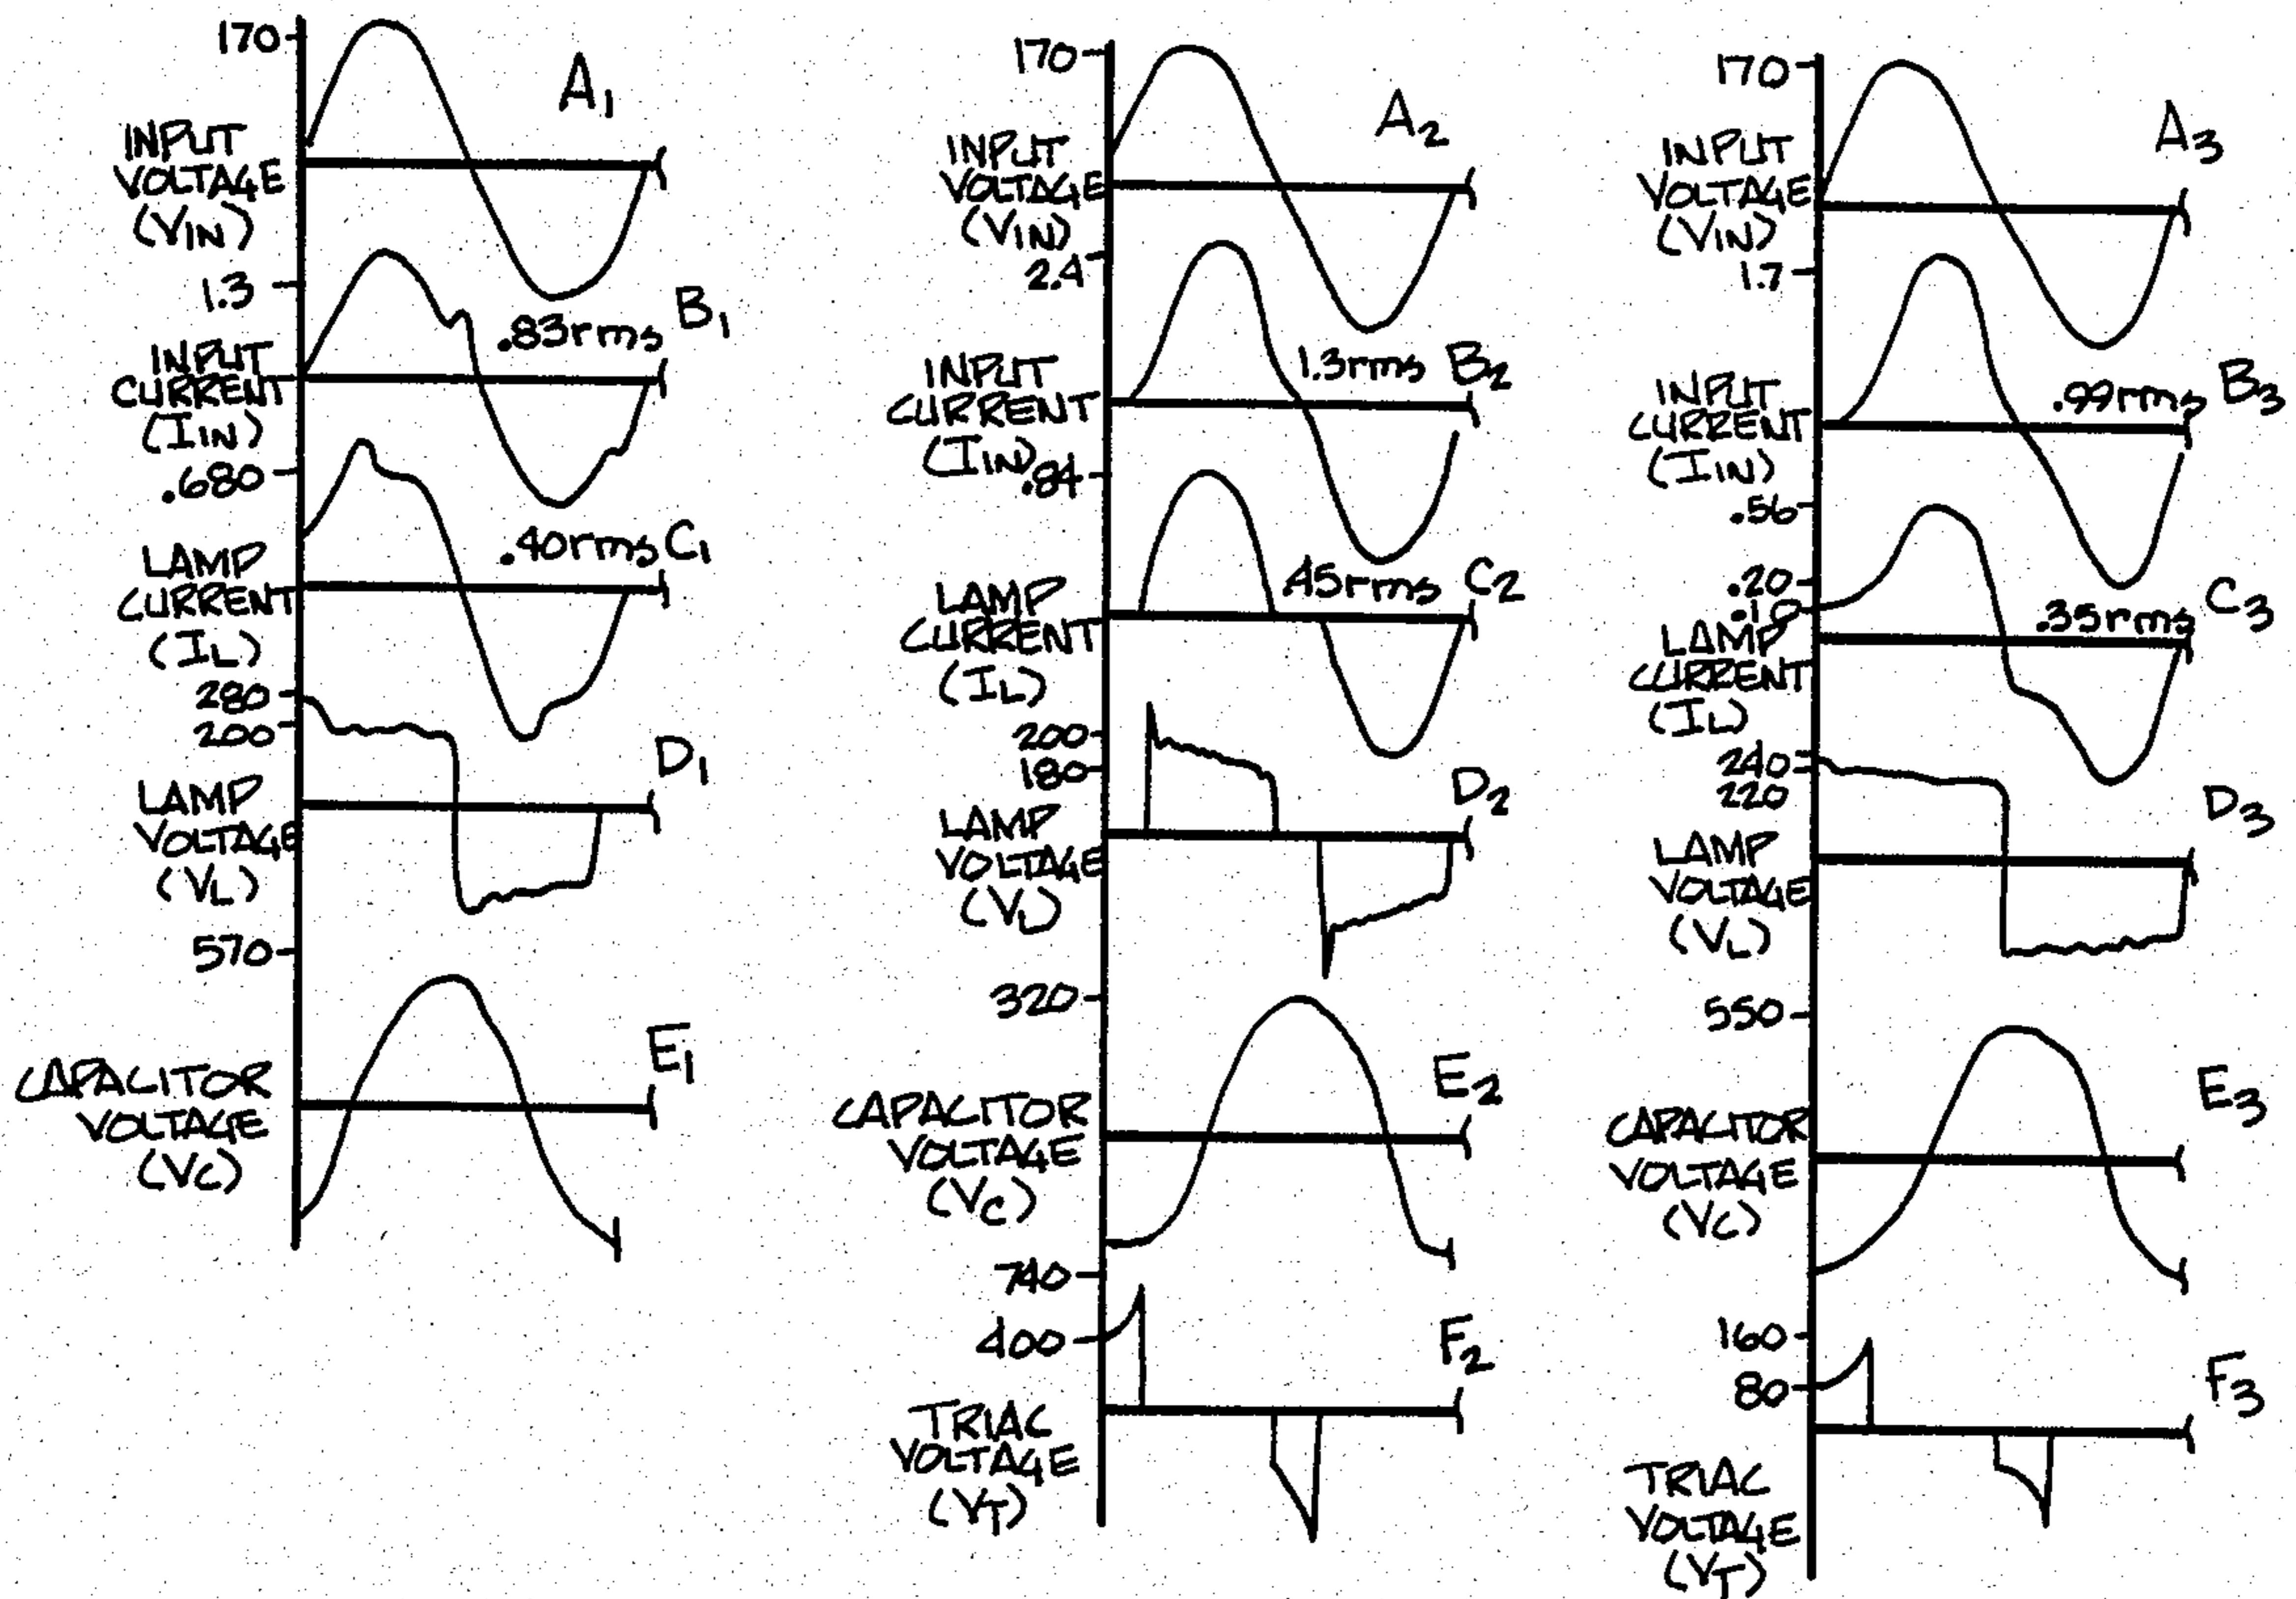 170
A1
INPUT
VOLTAGE
(VIN)
1.3
.83rms B1
INPUT
CURRENT
(IIN)
.680
.40rms C1
LAMP
CURRENT
(IL)
280
200
D1
LAMP
VOLTAGE
(VL)
570
E1
CAPACITOR
VOLTAGE
(VC)
170
A2
INPUT
VOLTAGE
(VIN)
2.4
1.3rms B2
INPUT
CURRENT
(IIN)
.84
.45rms C2
LAMP
CURRENT
(IL)
200
180
D2
LAMP
VOLTAGE
(VL)
320
E2
CAPACITOR
VOLTAGE
(VC)
740
400
F2
TRIAC
VOLTAGE
(VT)
170
A3
INPUT
VOLTAGE
(VIN)
1.7
.99rms B3
INPUT
CURRENT
(IIN)
.56
.20
.10
.35rms C3
LAMP
CURRENT
(IL)
240
220
D3
LAMP
VOLTAGE
(VL)
550
E3
CAPACITOR
VOLTAGE
(VC)
160
80
F3
TRIAC
VOLTAGE
(VT)